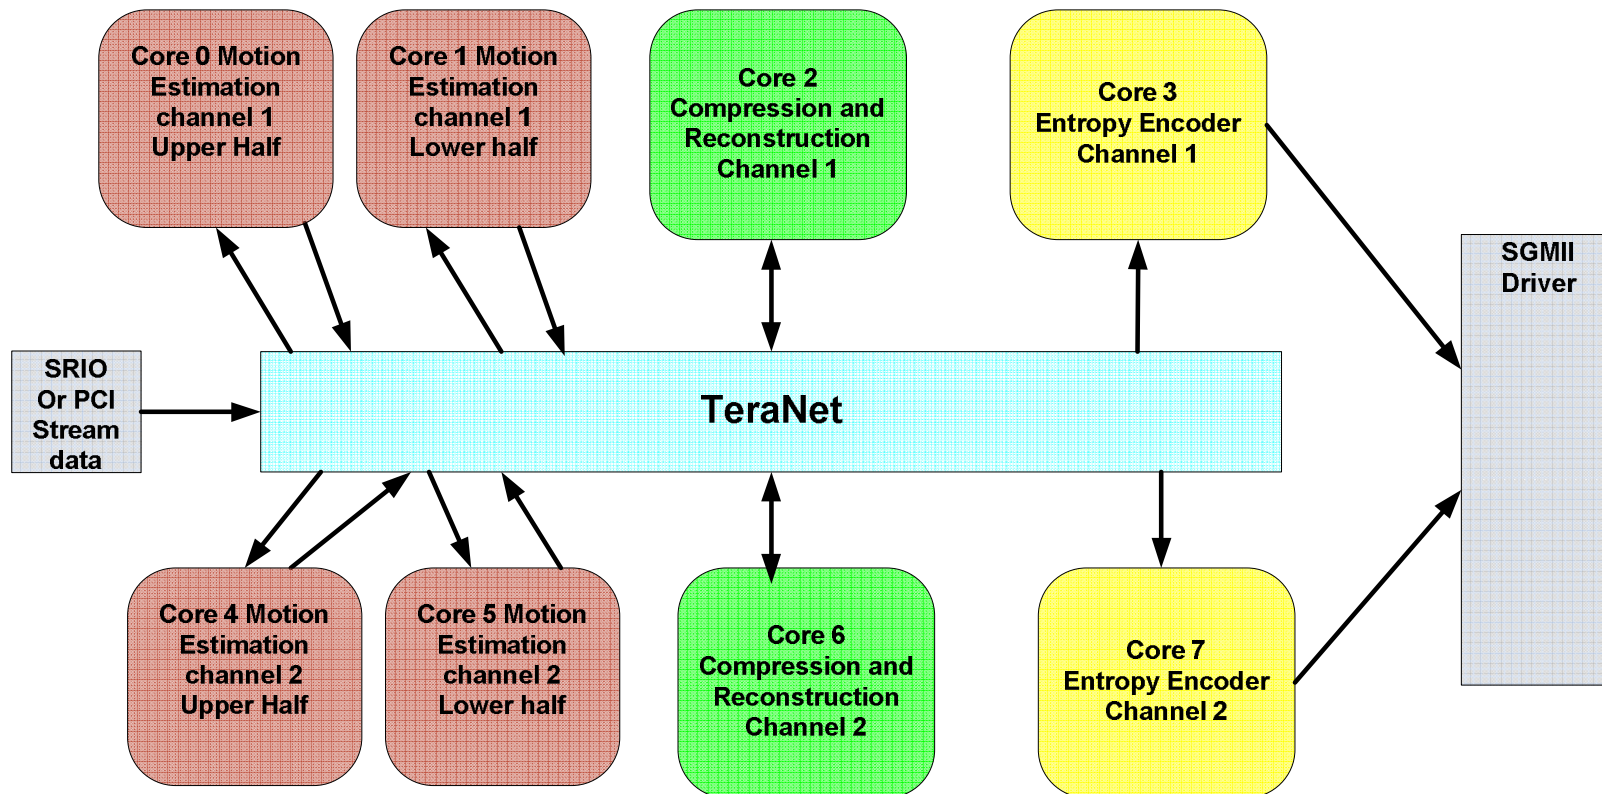 Core 0 Motion
Estimation
channel 1
Upper Half
Core 1 Motion
Estimation
channel 1
Lower half
Core 2
Compression and
Reconstruction
Channel 1
Core 3
Entropy Encoder
Channel 1
SGMII
Driver
SRIO
Or PCI
Stream
data
TeraNet
Core 4 Motion
Estimation
channel 2
Upper Half
Core 5 Motion
Estimation
channel 2
Lower half
Core 6
Compression and
Reconstruction
Channel 2
Core 7
Entropy Encoder
Channel 2